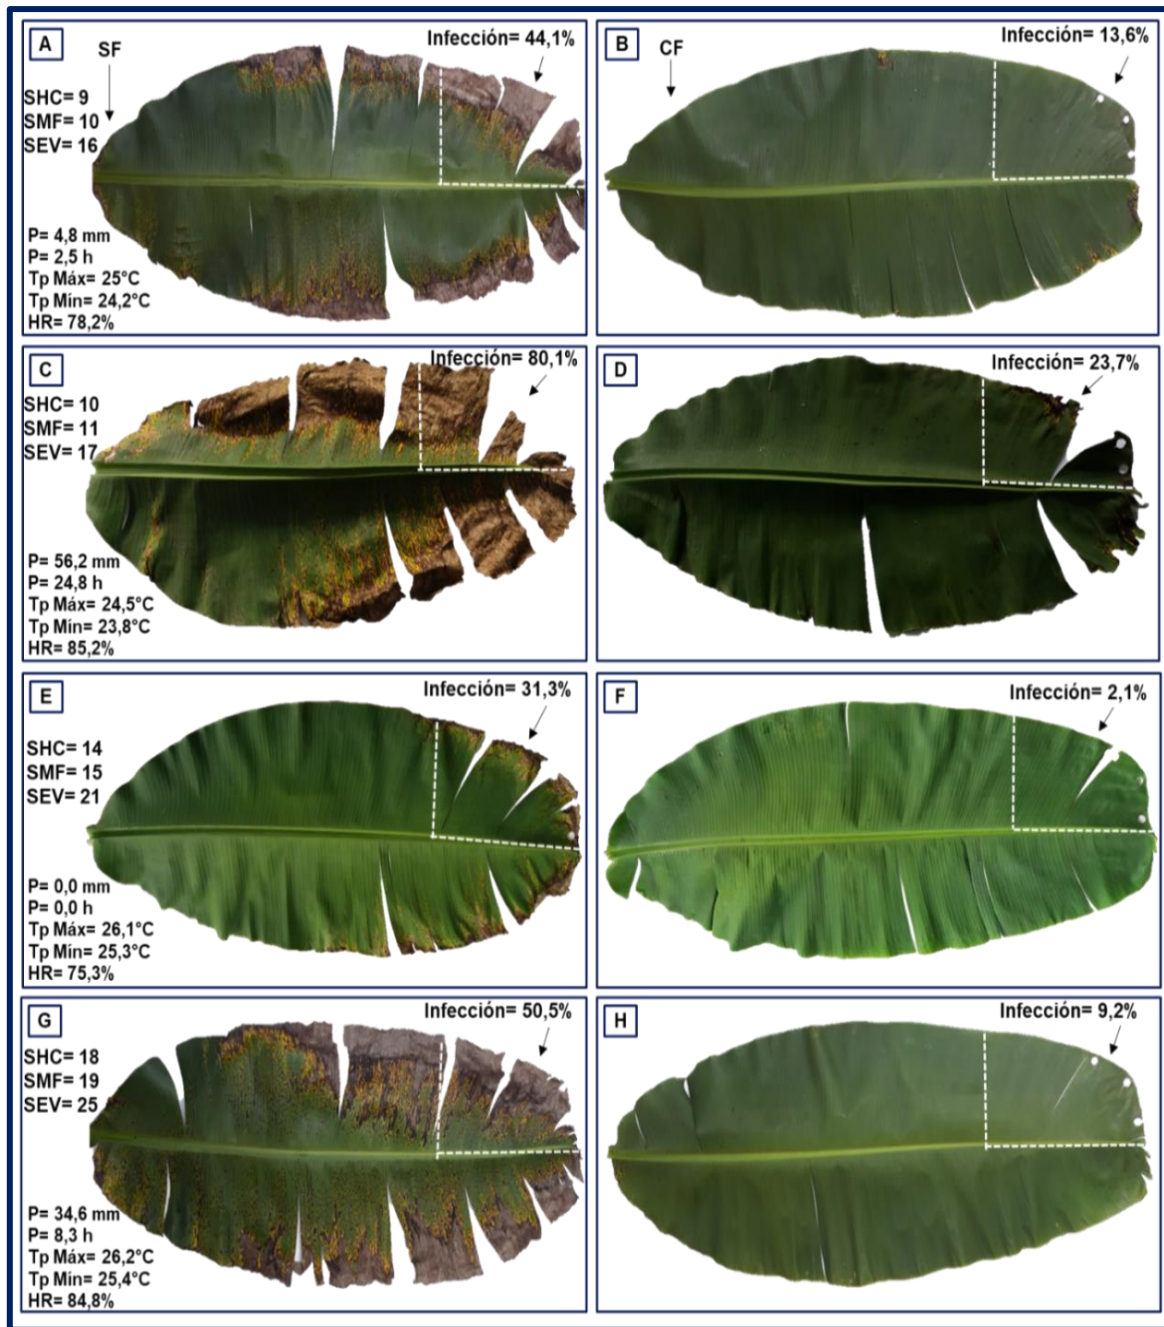 A
SF
Infección= 44,1%
SHC= 9
SMF= 10
SEV= 16
P= 4,8 mm
P= 2,5 h
Tp Máx= 25°C
Tp Mín= 24,2°C
HR= 78,2%
B
CF
Infección= 13,6%
C
Infección= 80,1%
SHC= 10
SMF= 11
SEV= 17
P= 56,2 mm
P= 24,8 h
Tp Máx= 24,5°C
Tp Mín= 23,8°C
HR= 85,2%
D
Infección= 23,7%
E
Infección= 31,3%
SHC= 14
SMF= 15
SEV= 21
P= 0,0 mm
P= 0,0 h
Tp Máx= 26,1°C
Tp Mín= 25,3°C
HR= 75,3%
F
Infección= 2,1%
G
Infección= 50,5%
SHC= 18
SMF= 19
SEV= 25
P= 34,6 mm
P= 8,3 h
Tp Máx= 26,2°C
Tp Mín= 25,4°C
HR= 84,8%
H
Infección= 9,2%